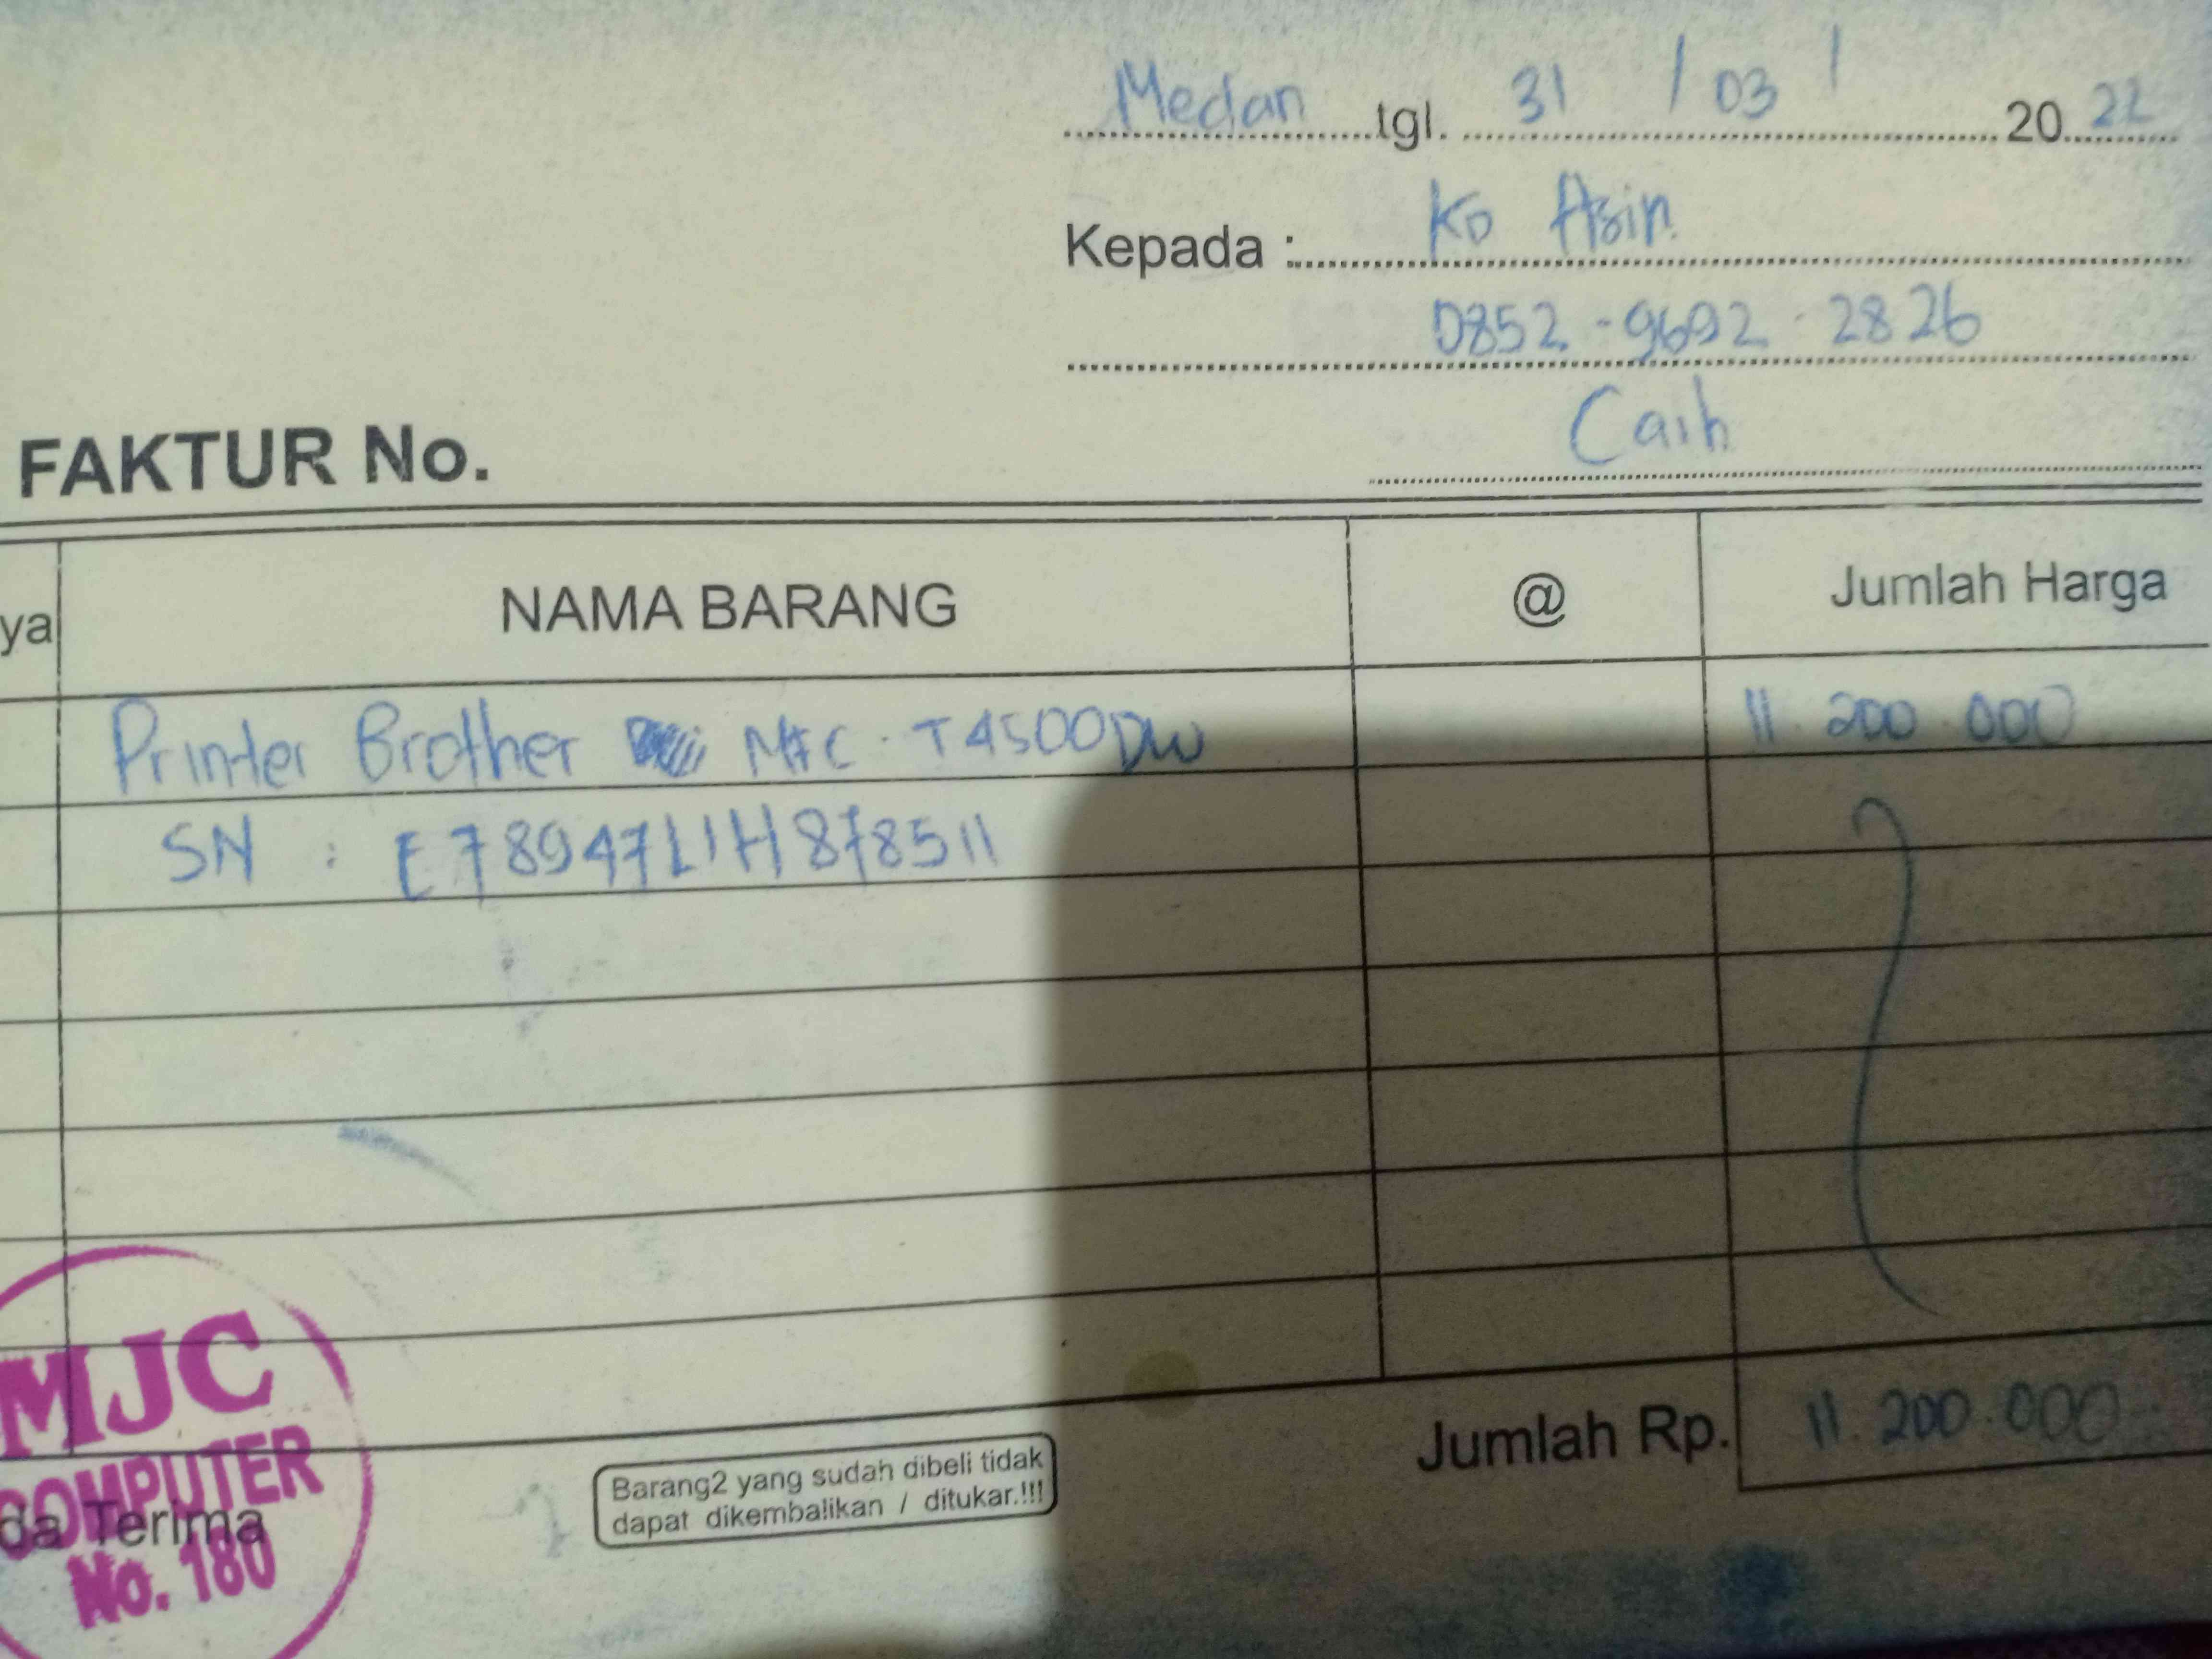 Medan tgl. 31 / 03 / 20 22
Kepada : Ko Asin
0852-9692-2826
Cash
FAKTUR No.
ya NAMA BARANG @ Jumlah Harga
Printer Brother MFC-T4500DW 11.200.000
SN : E78947L1H878511
Jumlah Rp. 11.200.000
Barang2 yang sudah dibeli tidak
dapat dikembalikan / ditukar.!!!
da Terima
MJC
COMPUTER
No. 180